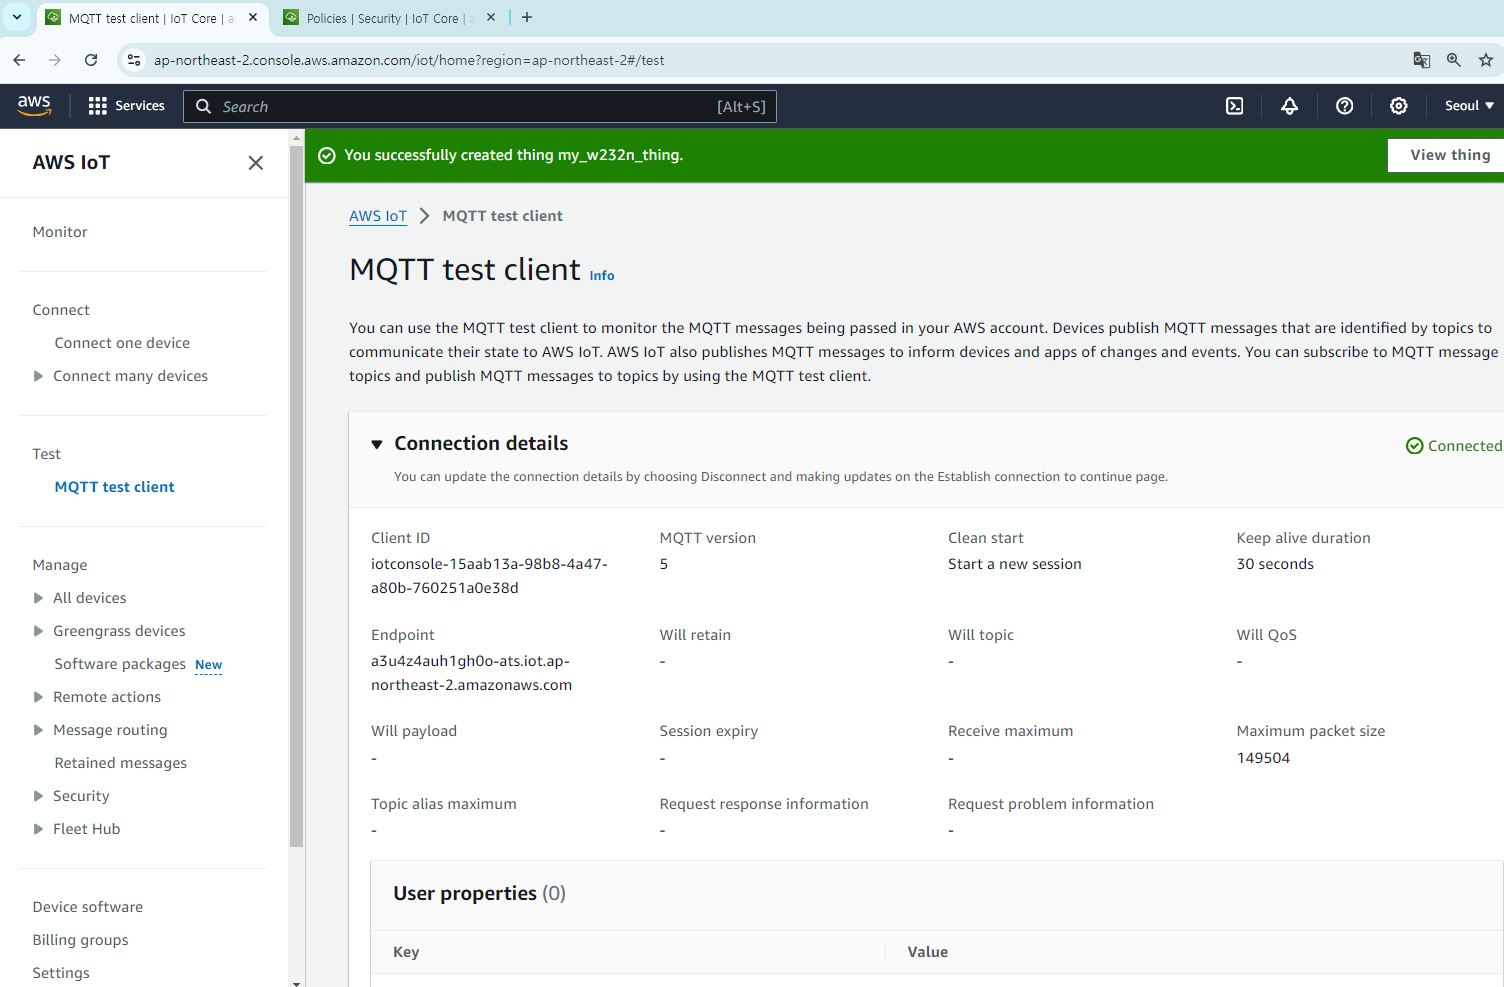 MQTT test client | IoT Core | a
Policies | Security | IoT Core | a
ap-northeast-2.console.aws.amazon.com/iot/home?region=ap-northeast-2#/test
aws
Services
Search
[Alt+S]
Seoul
AWS IoT
You successfully created thing my_w232n_thing.
View thing
Monitor
Connect
Connect one device
Connect many devices
Test
MQTT test client
Manage
All devices
Greengrass devices
Software packages New
Remote actions
Message routing
Retained messages
Security
Fleet Hub
Device software
Billing groups
Settings
AWS IoT > MQTT test client
MQTT test client Info
You can use the MQTT test client to monitor the MQTT messages being passed in your AWS account. Devices publish MQTT messages that are identified by topics to
communicate their state to AWS IoT. AWS IoT also publishes MQTT messages to inform devices and apps of changes and events. You can subscribe to MQTT message
topics and publish MQTT messages to topics by using the MQTT test client.
Connection details
Connected
You can update the connection details by choosing Disconnect and making updates on the Establish connection to continue page.
Client ID
iotconsole-15aab13a-98b8-4a47-
a80b-760251a0e38d
MQTT version
5
Clean start
Start a new session
Keep alive duration
30 seconds
Endpoint
a3u4z4auh1gh0o-ats.iot.ap-
northeast-2.amazonaws.com
Will retain
-
Will topic
-
Will QoS
-
Will payload
-
Session expiry
-
Receive maximum
-
Maximum packet size
149504
Topic alias maximum
-
Request response information
-
Request problem information
-
User properties (0)
Key
Value